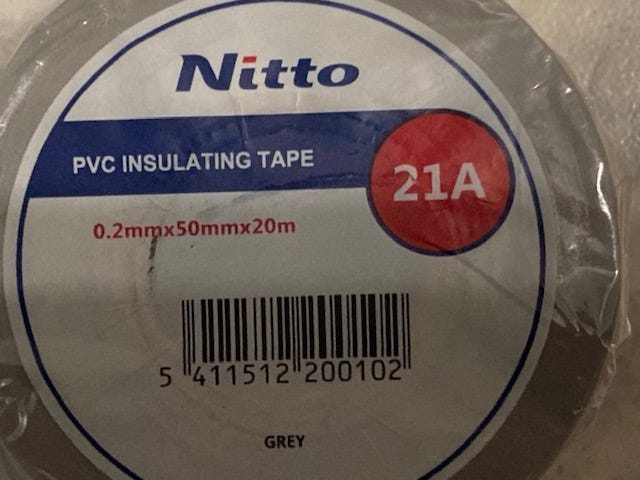 Nitto
PVC INSULATING TAPE
21A
0.2mmx50mmx20m
5 411512 200102
GREY